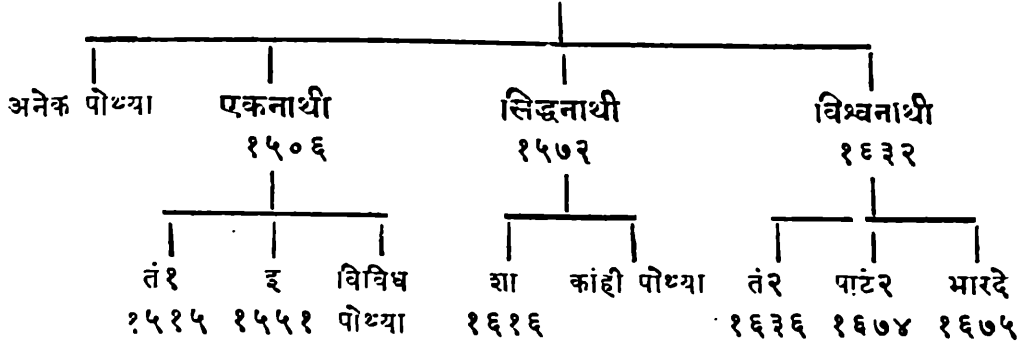 अनेक पोथ्या एकनाथी सिद्धनाथी विश्वनाथी
१५०६ १५७२ १६३२
तं१ इ विविध शा कांही पोथ्या तं२ पाटं२ भारदे
१५१५ १५५१ पोथ्या १६१६ १६३६ १६७४ १६७५